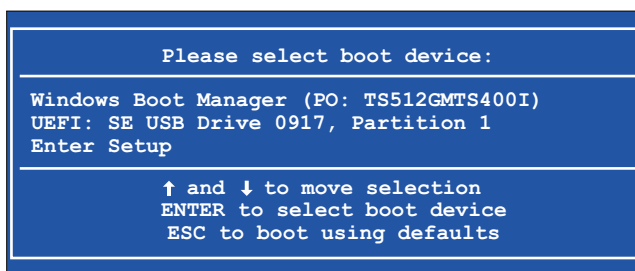 Please select boot device:
Windows Boot Manager (PO: TS512GMTS400I)
UEFI: SE USB Drive 0917, Partition 1
Enter Setup
↑ and ↓ to move selection
ENTER to select boot device
ESC to boot using defaults